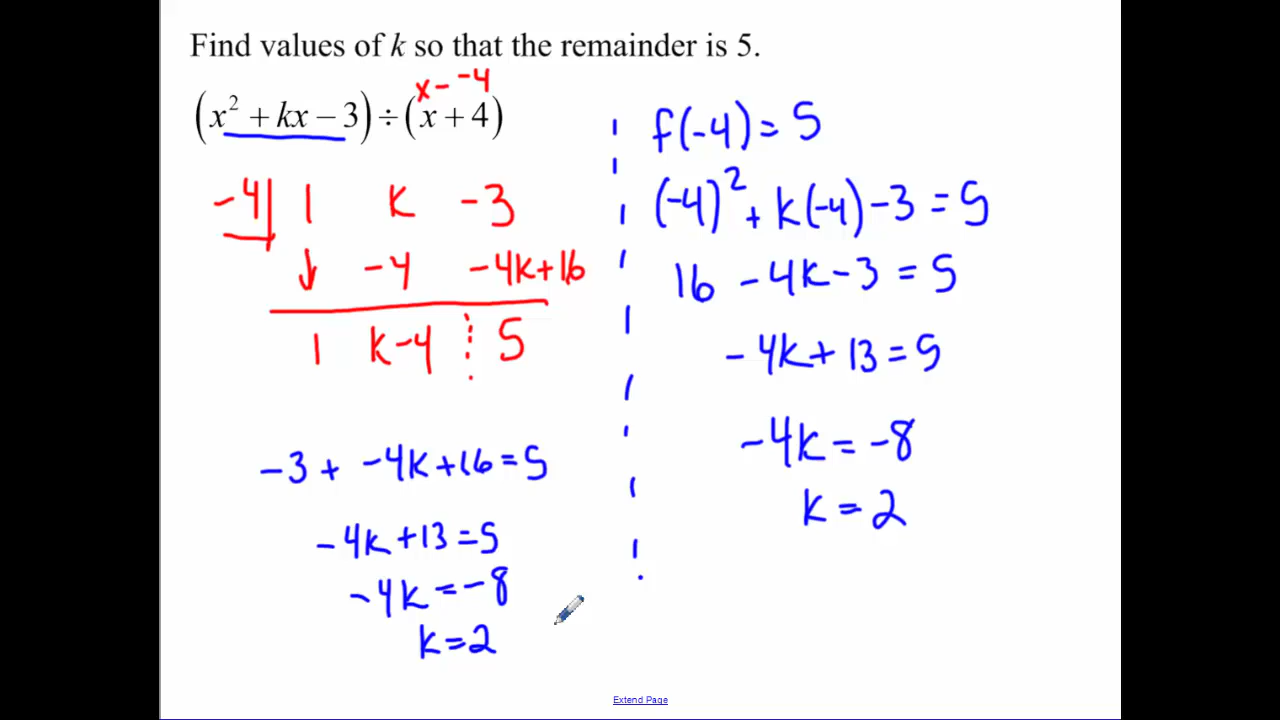 Find values of k so that the remainder is 5.
x - -4
(x² + kx − 3) ÷ (x + 4)
-4| 1 k -3
↓ -4 -4k+16
1 k-4 5
-3 + -4k+16=5
-4k+13=5
-4k=-8
k=2
f(-4)=5
(-4)²+k(-4)-3=5
16 -4k-3=5
-4k+13=5
-4k=-8
k=2
Extend Page